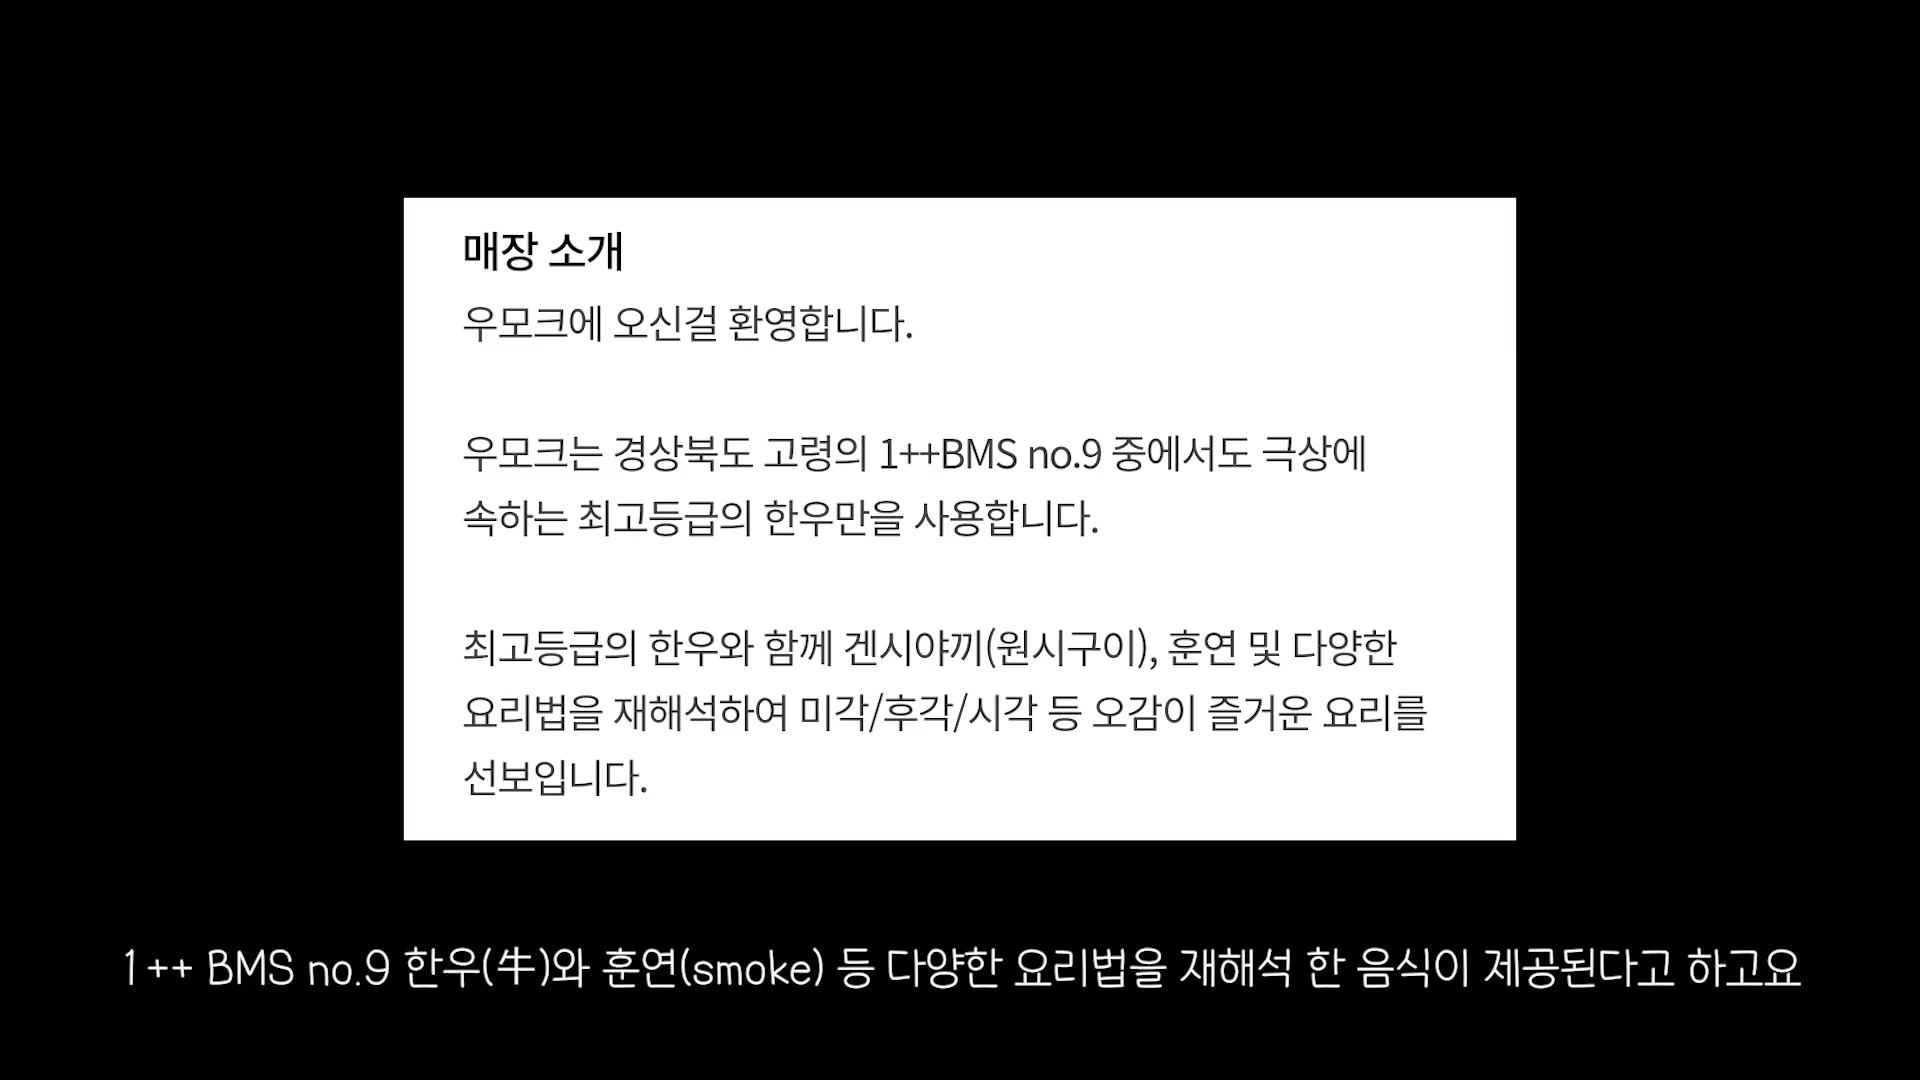 매장 소개
우모크에 오신걸 환영합니다.
우모크는 경상북도 고령의 1++BMS no.9 중에서도 극상에
속하는 최고등급의 한우만을 사용합니다.
최고등급의 한우와 함께 겐시야끼(원시구이), 훈연 및 다양한
요리법을 재해석하여 미각/후각/시각 등 오감이 즐거운 요리를
선보입니다.
1++ BMS no.9 한우(牛)와 훈연(smoke) 등 다양한 요리법을 재해석 한 음식이 제공된다고 하고요